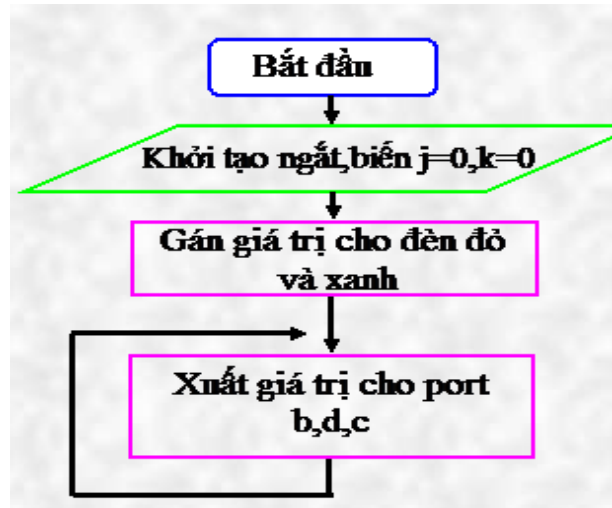 Bắt đần
Khởi tạo ngắt,biến j=0,k=0
Gán giá trị cho đèn đỏ
và xanh
Xuất giá trị cho port
b,d,c